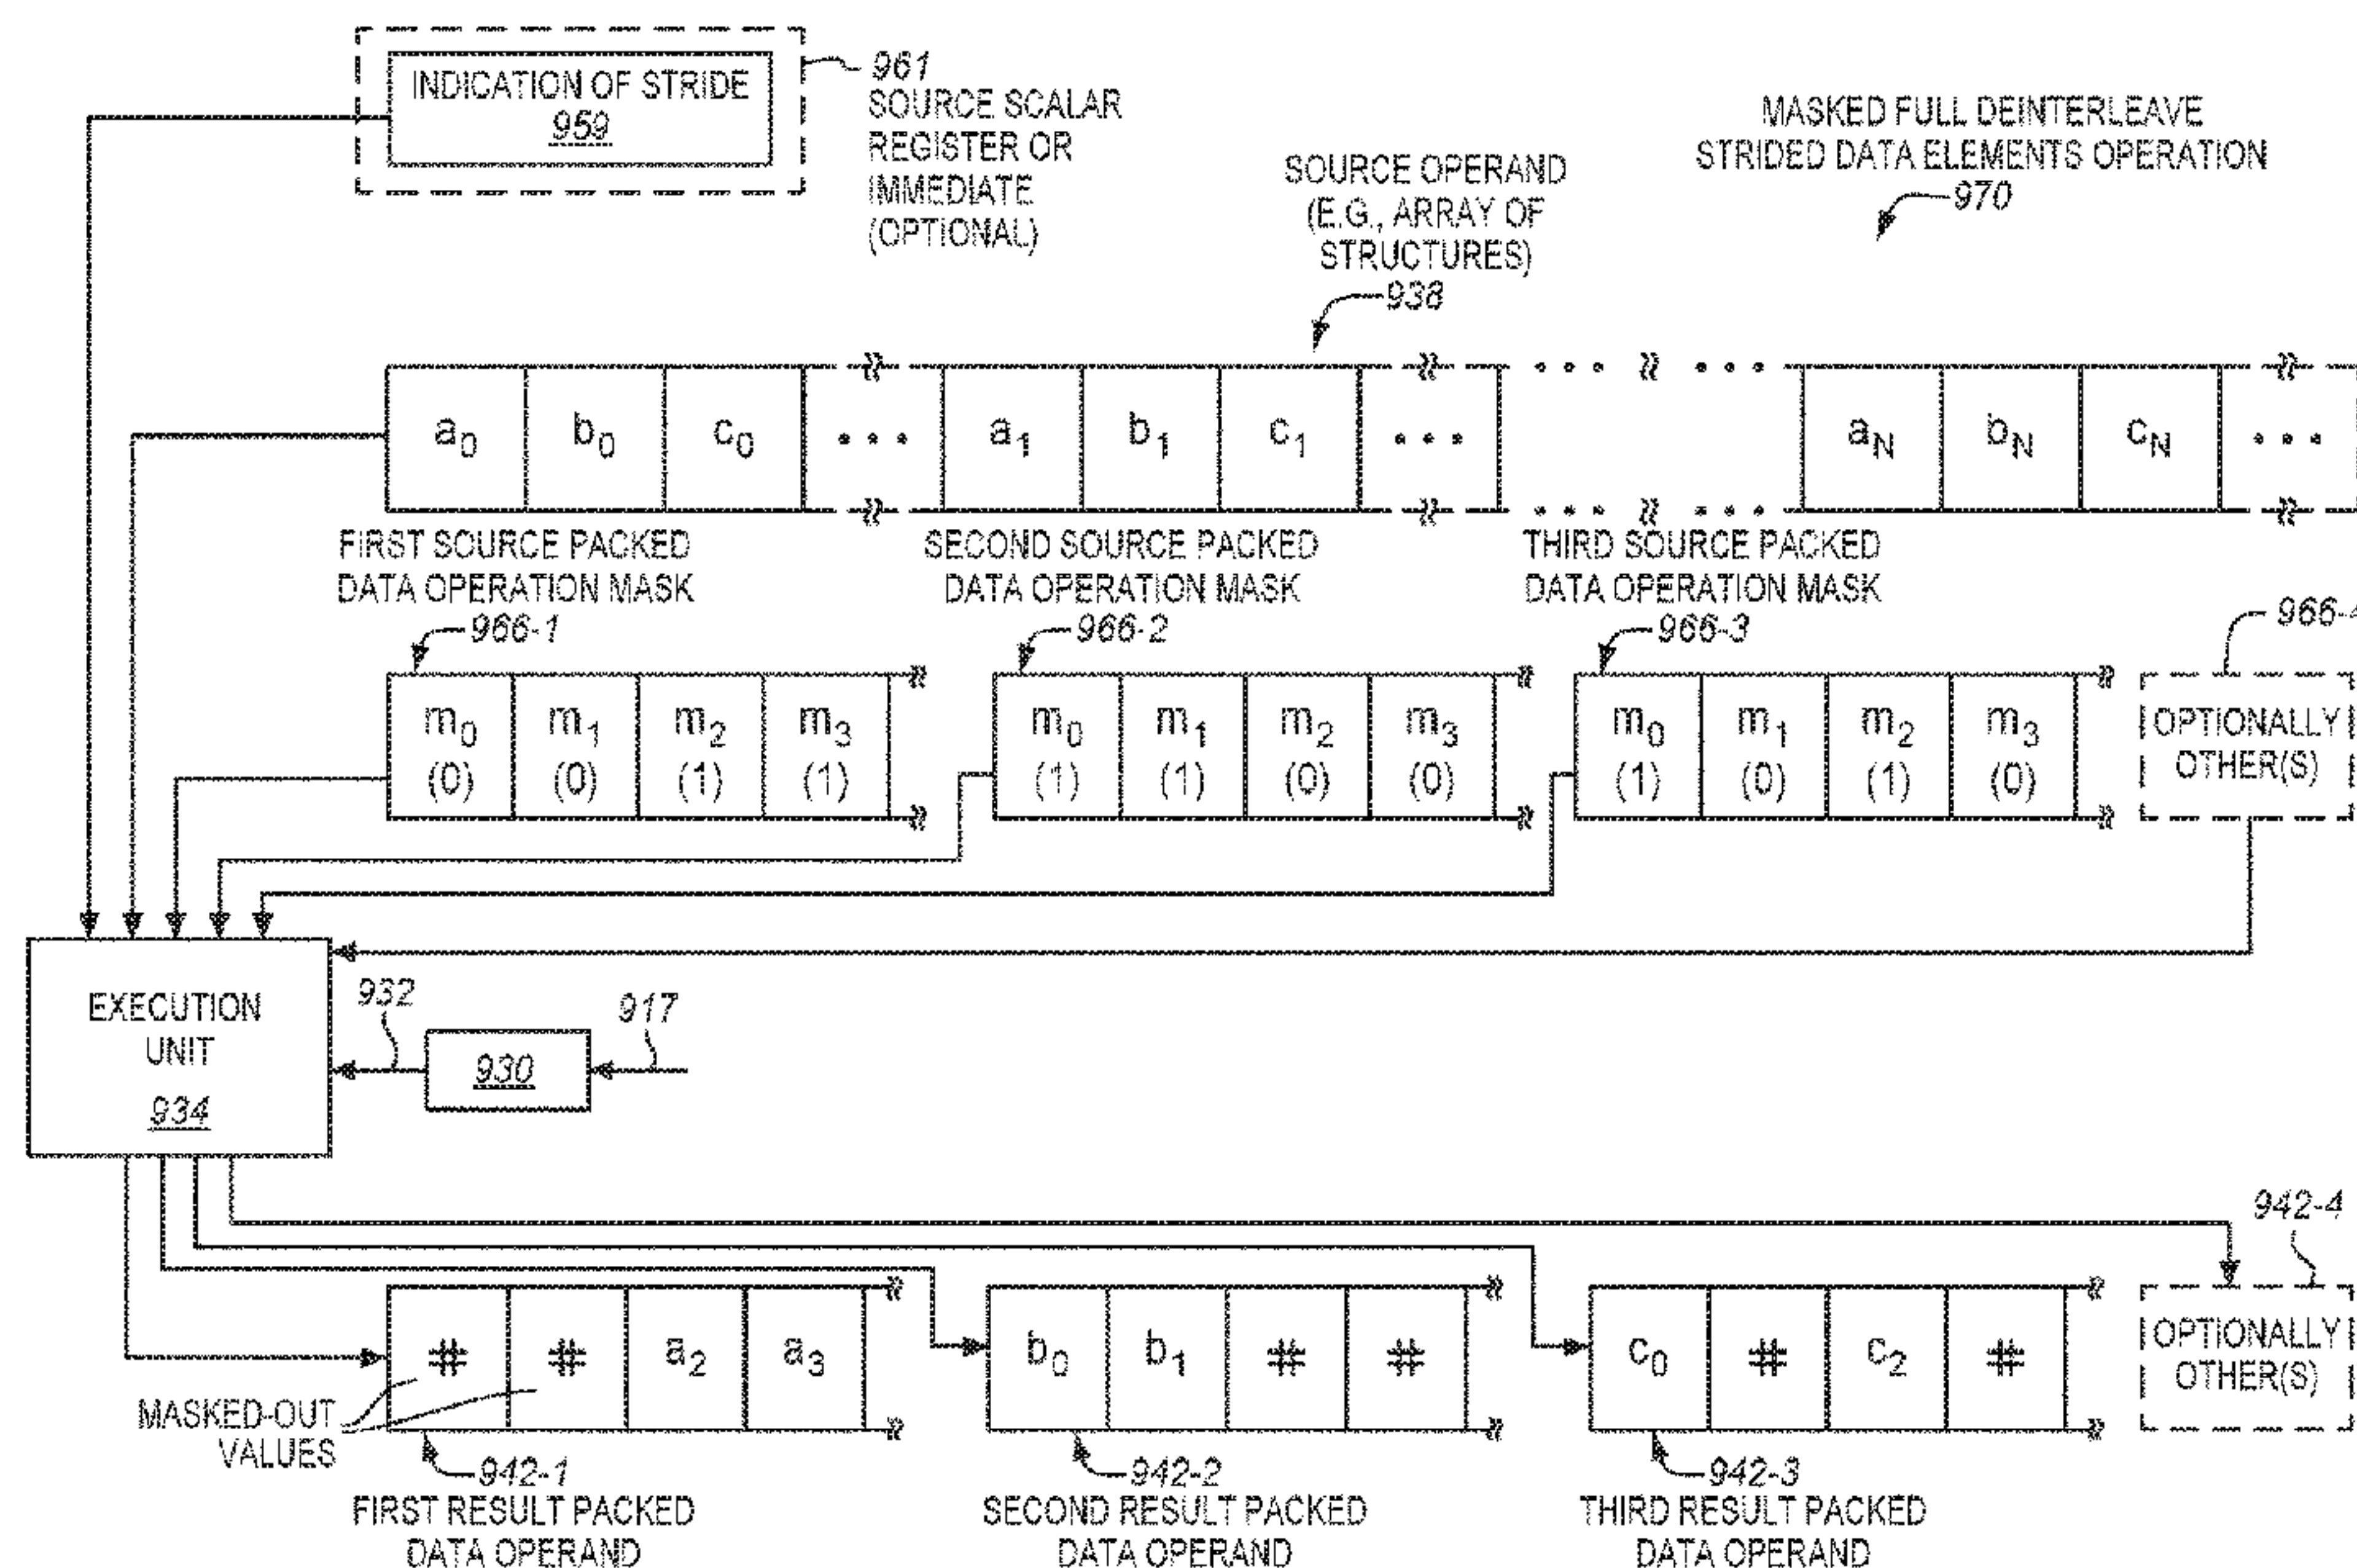 INDICATION OF STRIDE
959
961
SOURCE SCALAR
REGISTER OR
IMMEDIATE
(OPTIONAL)
MASKED FULL DEINTERLEAVE
STRIDED DATA ELEMENTS OPERATION
970
SOURCE OPERAND
(E.G., ARRAY OF
STRUCTURES)
938
a0 b0 c0 ... a1 b1 c1 ... ... ... aN bN cN ...
FIRST SOURCE PACKED
DATA OPERATION MASK
966-1
SECOND SOURCE PACKED
DATA OPERATION MASK
966-2
THIRD SOURCE PACKED
DATA OPERATION MASK
966-3
966-4
m0 m1 m2 m3
(0) (0) (1) (1)
m0 m1 m2 m3
(1) (1) (0) (0)
m0 m1 m2 m3
(1) (0) (1) (0)
OPTIONALLY
OTHER(S)
EXECUTION
UNIT
934
932
930
917
942-4
# # a2 a3
b0 b1 # #
c0 # c2 #
OPTIONALLY
OTHER(S)
MASKED-OUT
VALUES
942-1
FIRST RESULT PACKED
DATA OPERAND
942-2
SECOND RESULT PACKED
DATA OPERAND
942-3
THIRD RESULT PACKED
DATA OPERAND